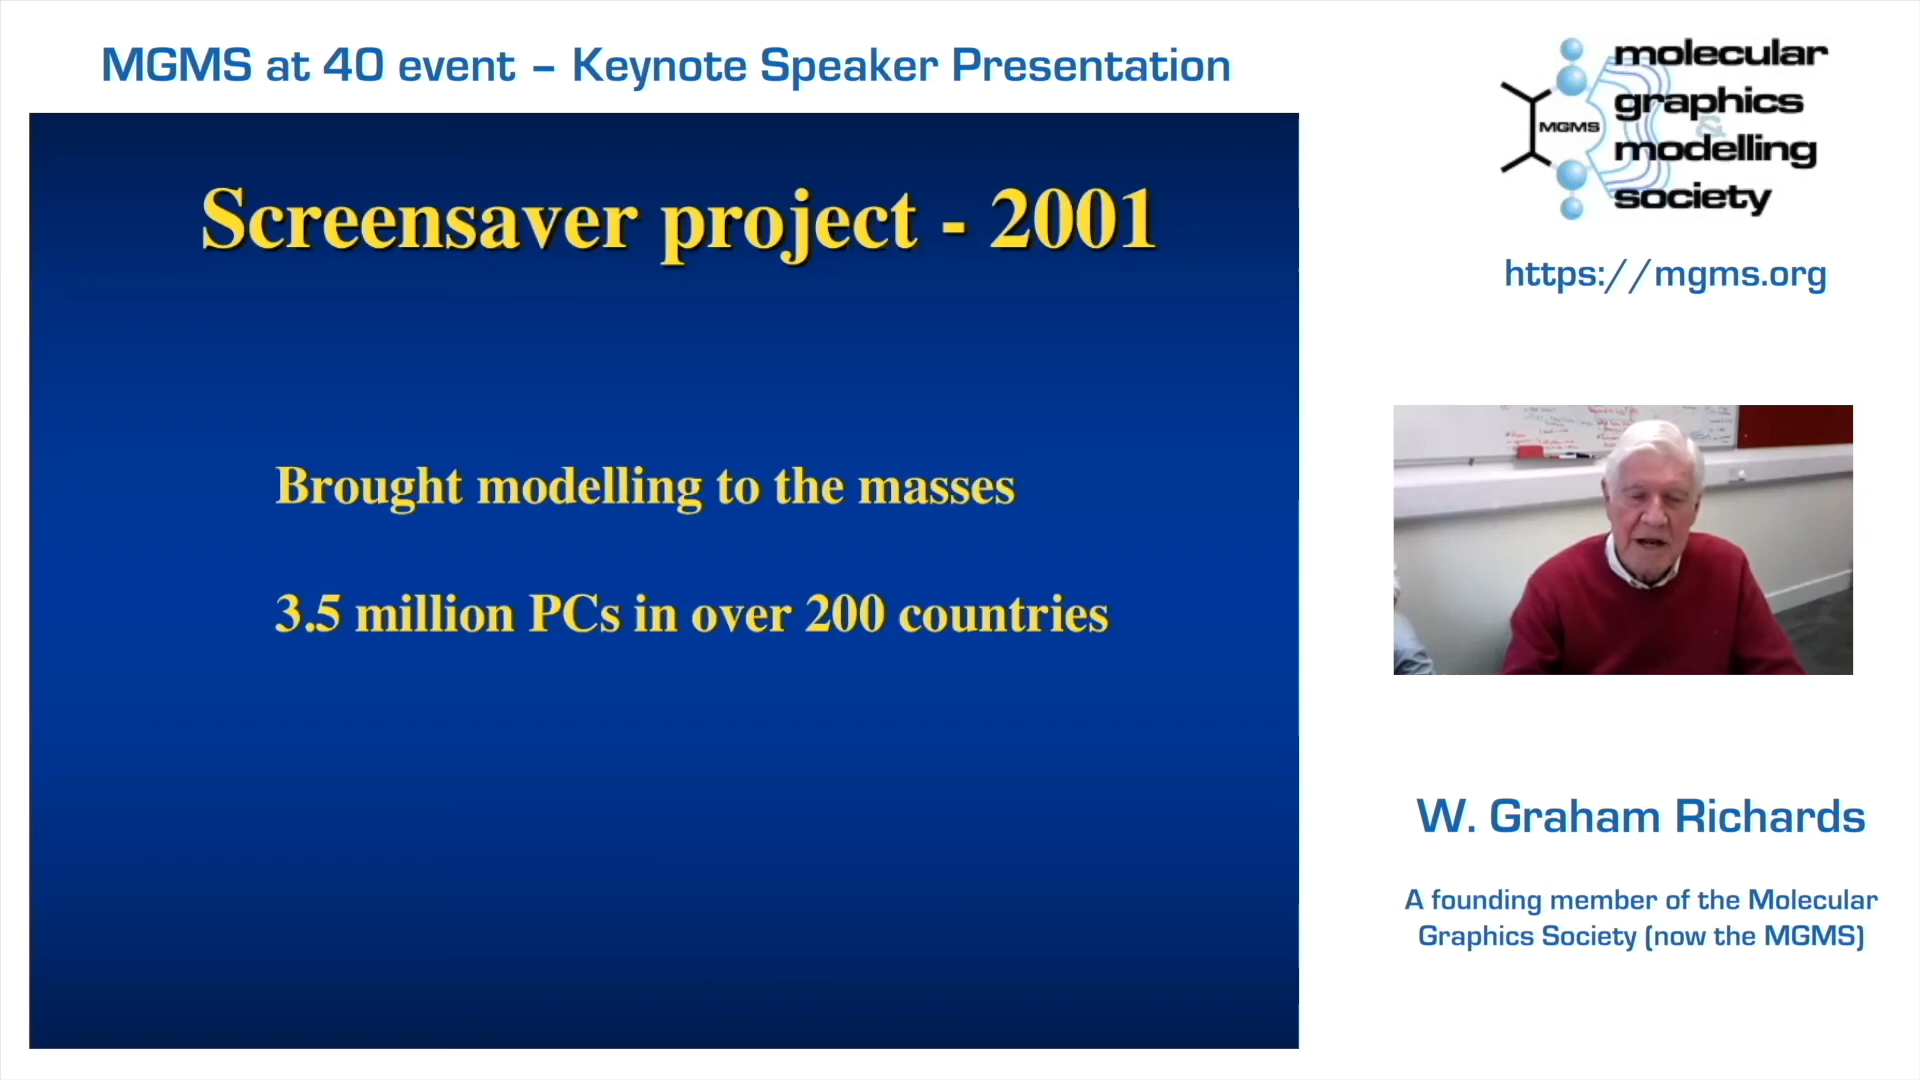 MGMS at 40 event – Keynote Speaker Presentation
Screensaver project - 2001
Brought modelling to the masses
3.5 million PCs in over 200 countries
MGMS
molecular
graphics
&
modelling
society
https://mgms.org
W. Graham Richards
A founding member of the Molecular
Graphics Society (now the MGMS)